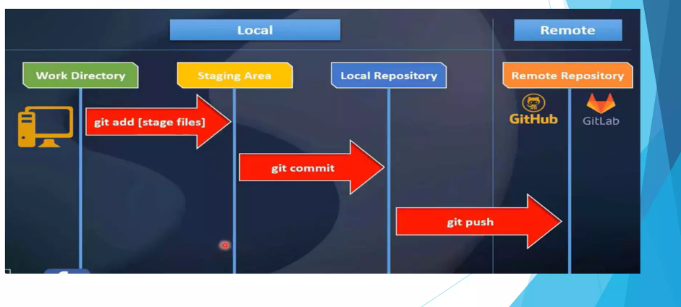 Local
Remote
Work Directory
Staging Area
Local Repository
Remote Repository
GitHub
GitLab
git add [stage files]
git commit
git push